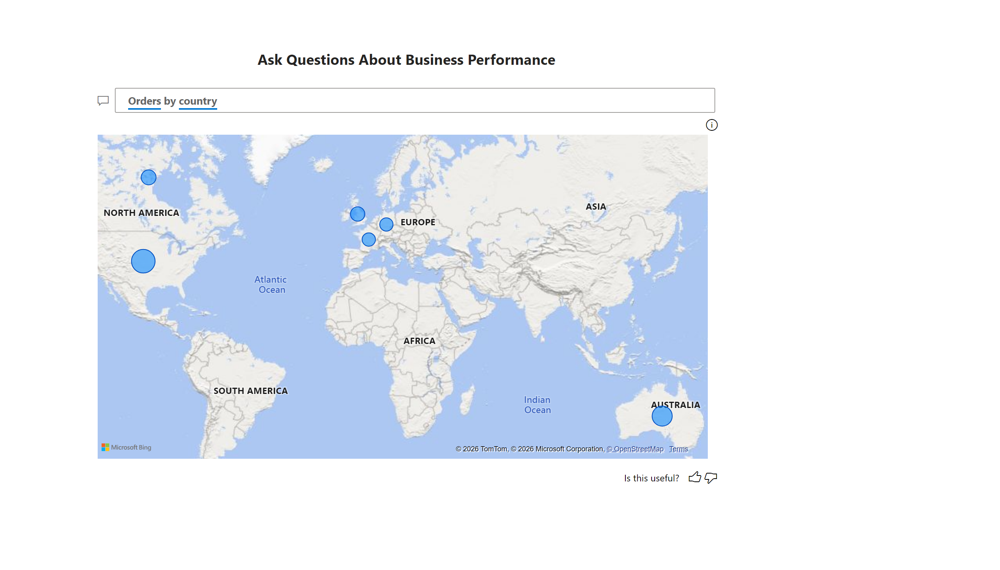 Ask Questions About Business Performance
Orders by country
i
NORTH AMERICA
ASIA
EUROPE
Atlantic
Ocean
AFRICA
SOUTH AMERICA
Indian
Ocean
AUSTRALIA
Microsoft Bing
© 2026 TomTom, © 2026 Microsoft Corporation, © OpenStreetMap Terms
Is this useful?